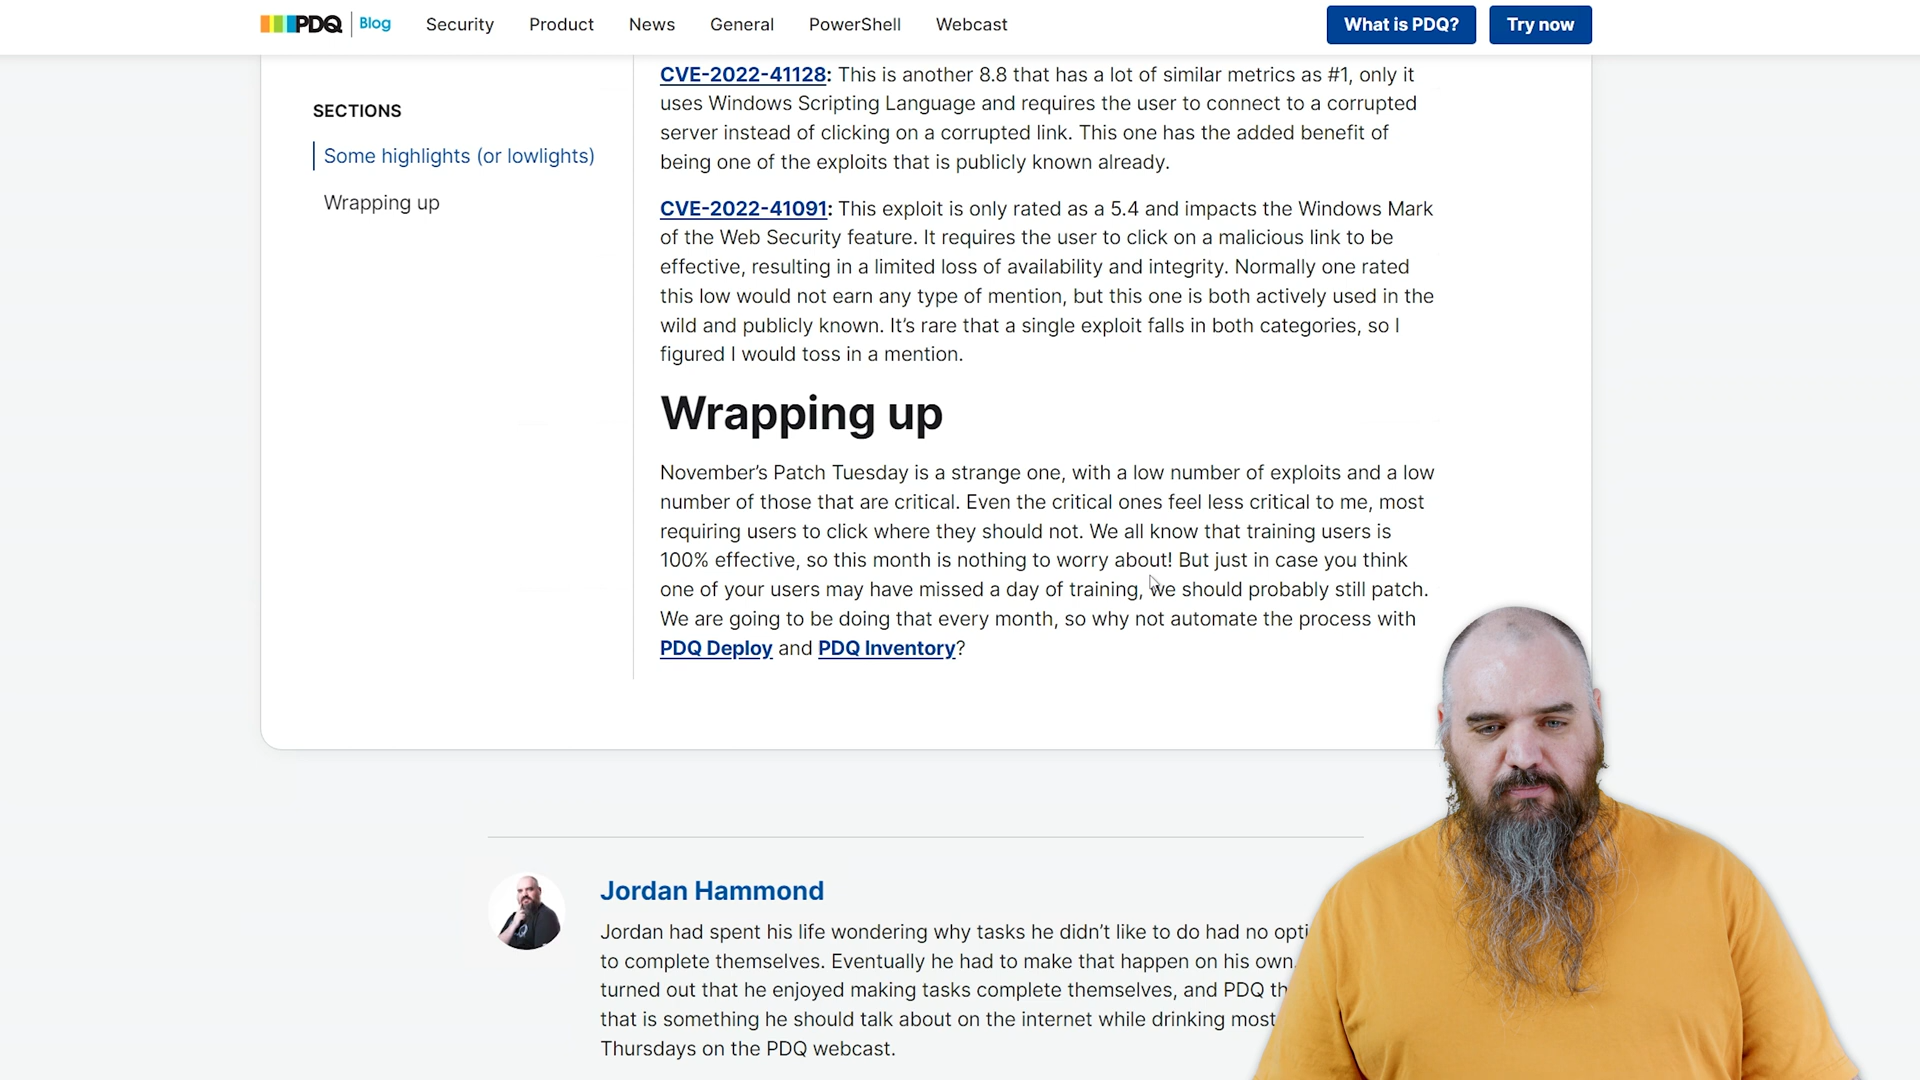 PDQ Blog Security Product News General PowerShell Webcast What is PDQ? Try now
SECTIONS
Some highlights (or lowlights)
Wrapping up
CVE-2022-41128: This is another 8.8 that has a lot of similar metrics as #1, only it
uses Windows Scripting Language and requires the user to connect to a corrupted
server instead of clicking on a corrupted link. This one has the added benefit of
being one of the exploits that is publicly known already.
CVE-2022-41091: This exploit is only rated as a 5.4 and impacts the Windows Mark
of the Web Security feature. It requires the user to click on a malicious link to be
effective, resulting in a limited loss of availability and integrity. Normally one rated
this low would not earn any type of mention, but this one is both actively used in the
wild and publicly known. It’s rare that a single exploit falls in both categories, so I
figured I would toss in a mention.
Wrapping up
November’s Patch Tuesday is a strange one, with a low number of exploits and a low
number of those that are critical. Even the critical ones feel less critical to me, most
requiring users to click where they should not. We all know that training users is
100% effective, so this month is nothing to worry about! But just in case you think
one of your users may have missed a day of training, we should probably still patch.
We are going to be doing that every month, so why not automate the process with
PDQ Deploy and PDQ Inventory?
Jordan Hammond
Jordan had spent his life wondering why tasks he didn’t like to do had no opti
to complete themselves. Eventually he had to make that happen on his own.
turned out that he enjoyed making tasks complete themselves, and PDQ th
that is something he should talk about on the internet while drinking most
Thursdays on the PDQ webcast.